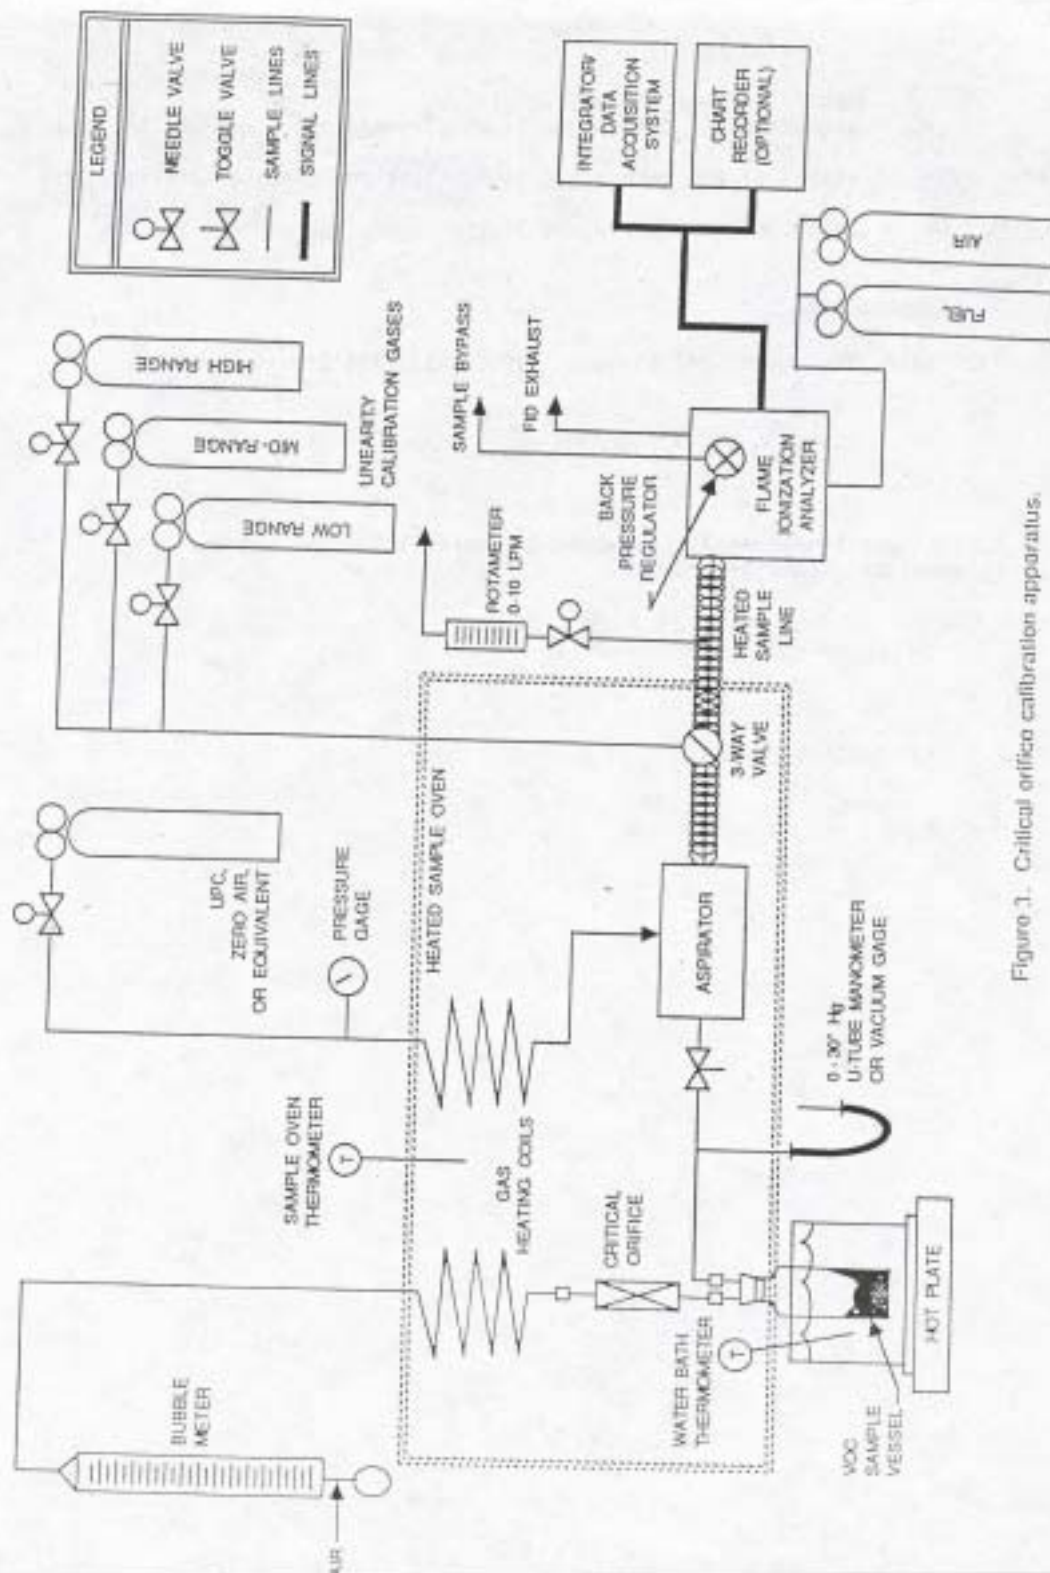 LEGEND
NEEDLE VALVE
TOGGLE VALVE
SAMPLE LINES
SIGNAL LINES
HIGH RANGE
MID-RANGE
LOW RANGE
LINEARITY
CALIBRATION GASES
UPC,
ZERO AIR,
OR EQUIVALENT
PRESSURE
GAGE
SAMPLE OVEN
THERMOMETER
T
BUBBLE
METER
AIR
HEATED SAMPLE OVEN
GAS
HEATING COILS
CRITICAL
ORIFICE
WATER BATH
THERMOMETER
T
VOC
SAMPLE
VESSEL
HOT PLATE
0-30" Hg
U-TUBE MANOMETER
OR VACUUM GAGE
ASPIRATOR
3-WAY
VALVE
HEATED
SAMPLE
LINE
ROTAMETER
0-10 LPM
BACK
PRESSURE
REGULATOR
SAMPLE BYPASS
FID EXHAUST
FLAME
IONIZATION
ANALYZER
INTEGRATOR/
DATA
ACQUISITION
SYSTEM
CHART
RECORDER
(OPTIONAL)
AIR
FUEL
Figure 1. Critical orifice calibration apparatus.